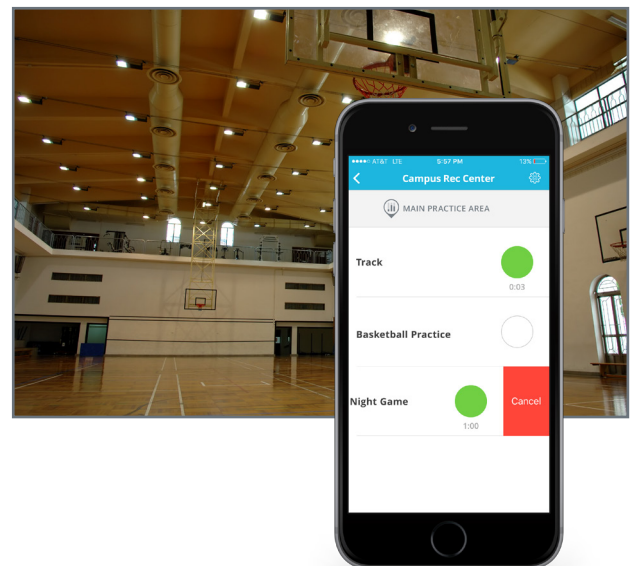 AT&T LTE 5:57 PM 13%
Campus Rec Center
MAIN PRACTICE AREA
Track
0:03
Basketball Practice
Night Game
Cancel
1:00